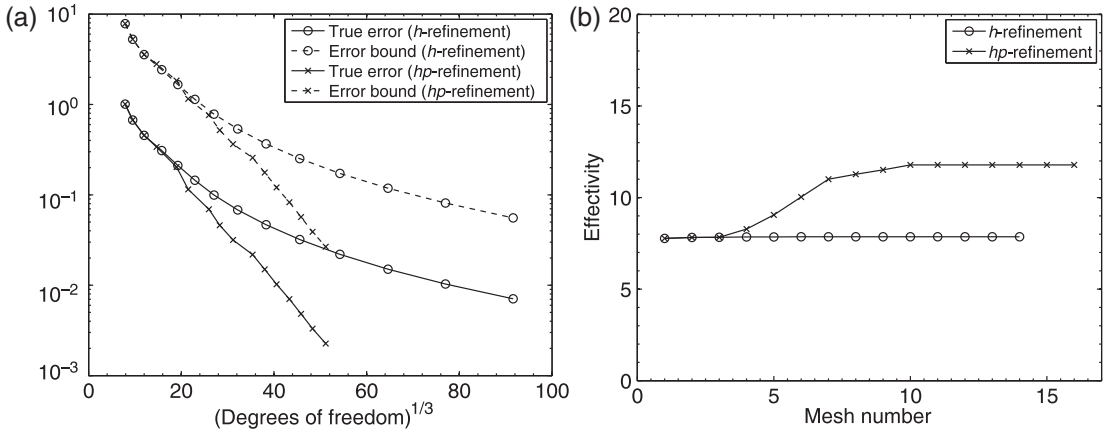 (a)
10^1
10^0
10^-1
10^-2
10^-3
0
20
40
60
80
100
(Degrees of freedom)^1/3
True error (h-refinement)
Error bound (h-refinement)
True error (hp-refinement)
Error bound (hp-refinement)
(b)
Effectivity
20
15
10
5
0
0
5
10
15
Mesh number
h-refinement
hp-refinement